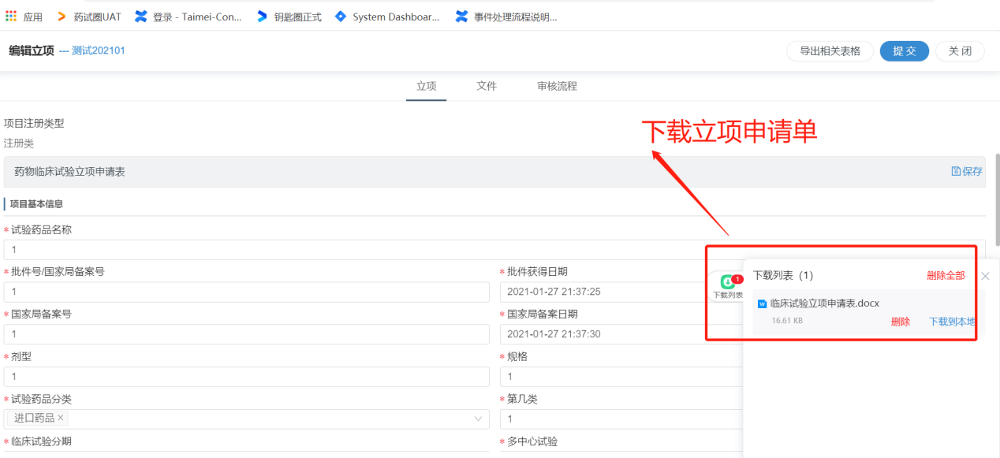 应用 药试圈UAT 登录 - Taimei-Con... 钥匙圈正式 System Dashboar... 事件处理流程说明...
编辑立项 --- 测试202101 导出相关表格 提 交 关 闭
立项 文件 审核流程
项目注册类型
注册类
下载立项申请单
药物临床试验立项申请表 保存
项目基本信息
*试验药品名称
1
*批件号/国家局备案号 *批件获得日期
1 2021-01-27 21:37:25
*国家局备案号 *国家局备案日期
1 2021-01-27 21:37:30
*剂型 *规格
1 1
*试验药品分类 *第几类
进口药品 × 1
*临床试验分期 *多中心试验
1
下载列表
下载列表（1） 删除全部
W 临床试验立项申请表.docx
16.61 KB 删除 下载到本地